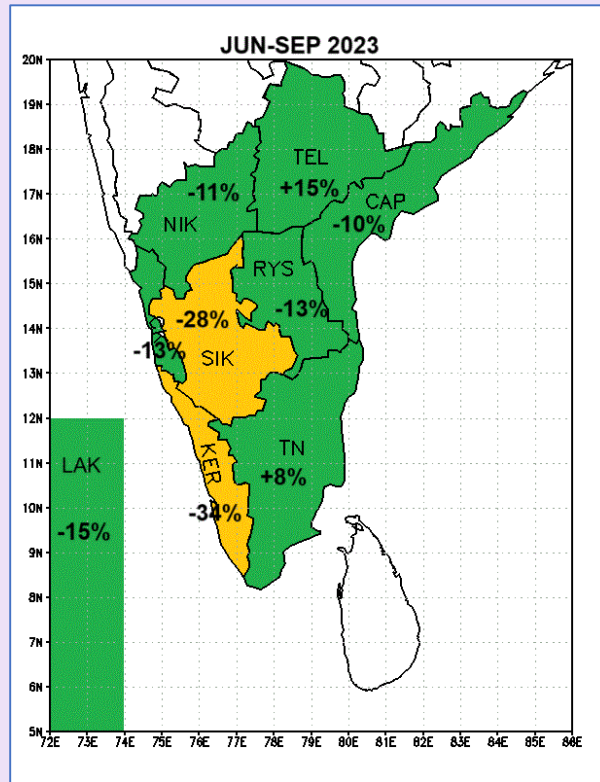 JUN-SEP 2023
20N
19N
18N
17N
16N
15N
14N
13N
12N
11N
10N
9N
8N
7N
6N
5N
TEL
+15%
-11%
CAP
NIK
-10%
RYS
-13%
-28%
-13%
SIK
KER
TN
+8%
-34%
LAK
-15%
72E 73E 74E 75E 76E 77E 78E 79E 80E 81E 82E 83E 84E 85E 86E